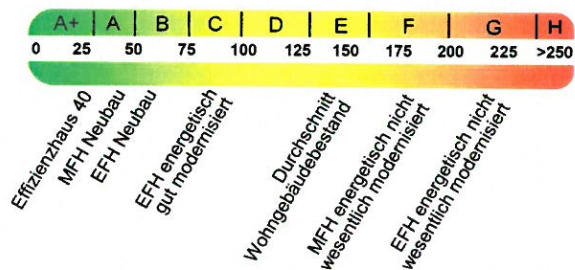 A+ A B C D E F G H
0 25 50 75 100 125 150 175 200 225 >250
Effizienzhaus 40
MFH Neubau
EFH Neubau
EFH energetisch
gut modernisiert
Durchschnitt
Wohngebäudebestand
MFH energetisch nicht
wesentlich modernisiert
EFH energetisch nicht
wesentlich modernisiert